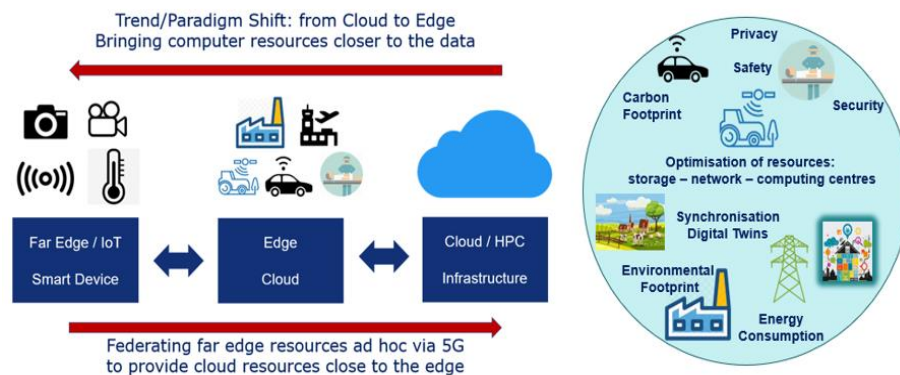 Trend/Paradigm Shift: from Cloud to Edge
Bringing computer resources closer to the data
Far Edge / IoT
Smart Device
Edge
Cloud
Cloud / HPC
Infrastructure
Federating far edge resources ad hoc via 5G
to provide cloud resources close to the edge
Privacy
Safety
Carbon
Footprint
Security
Optimisation of resources:
storage – network – computing centres
Synchronisation
Digital Twins
Environmental
Footprint
Energy
Consumption